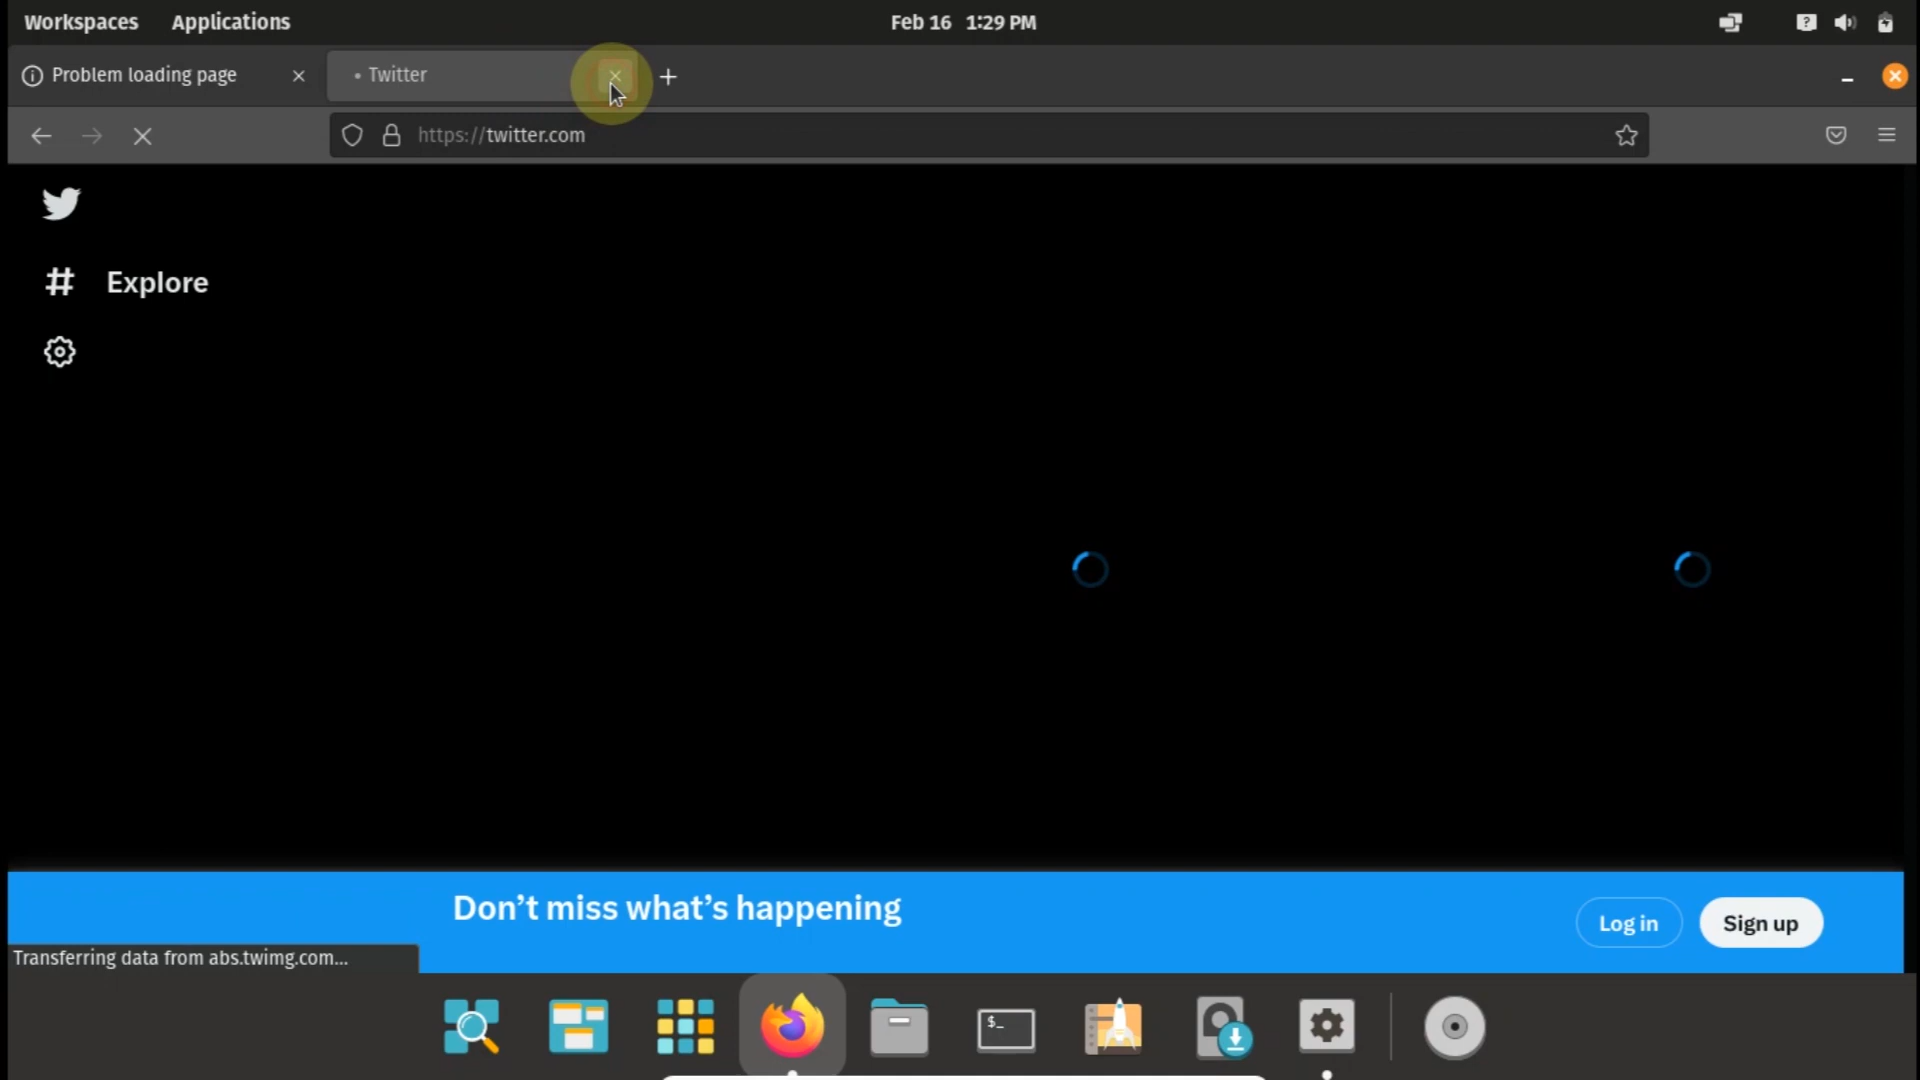 Workspaces Applications Feb 16 1:29 PM
Problem loading page Twitter
https://twitter.com
Explore
Don’t miss what’s happening
Log in Sign up
Transferring data from abs.twimg.com…
$_